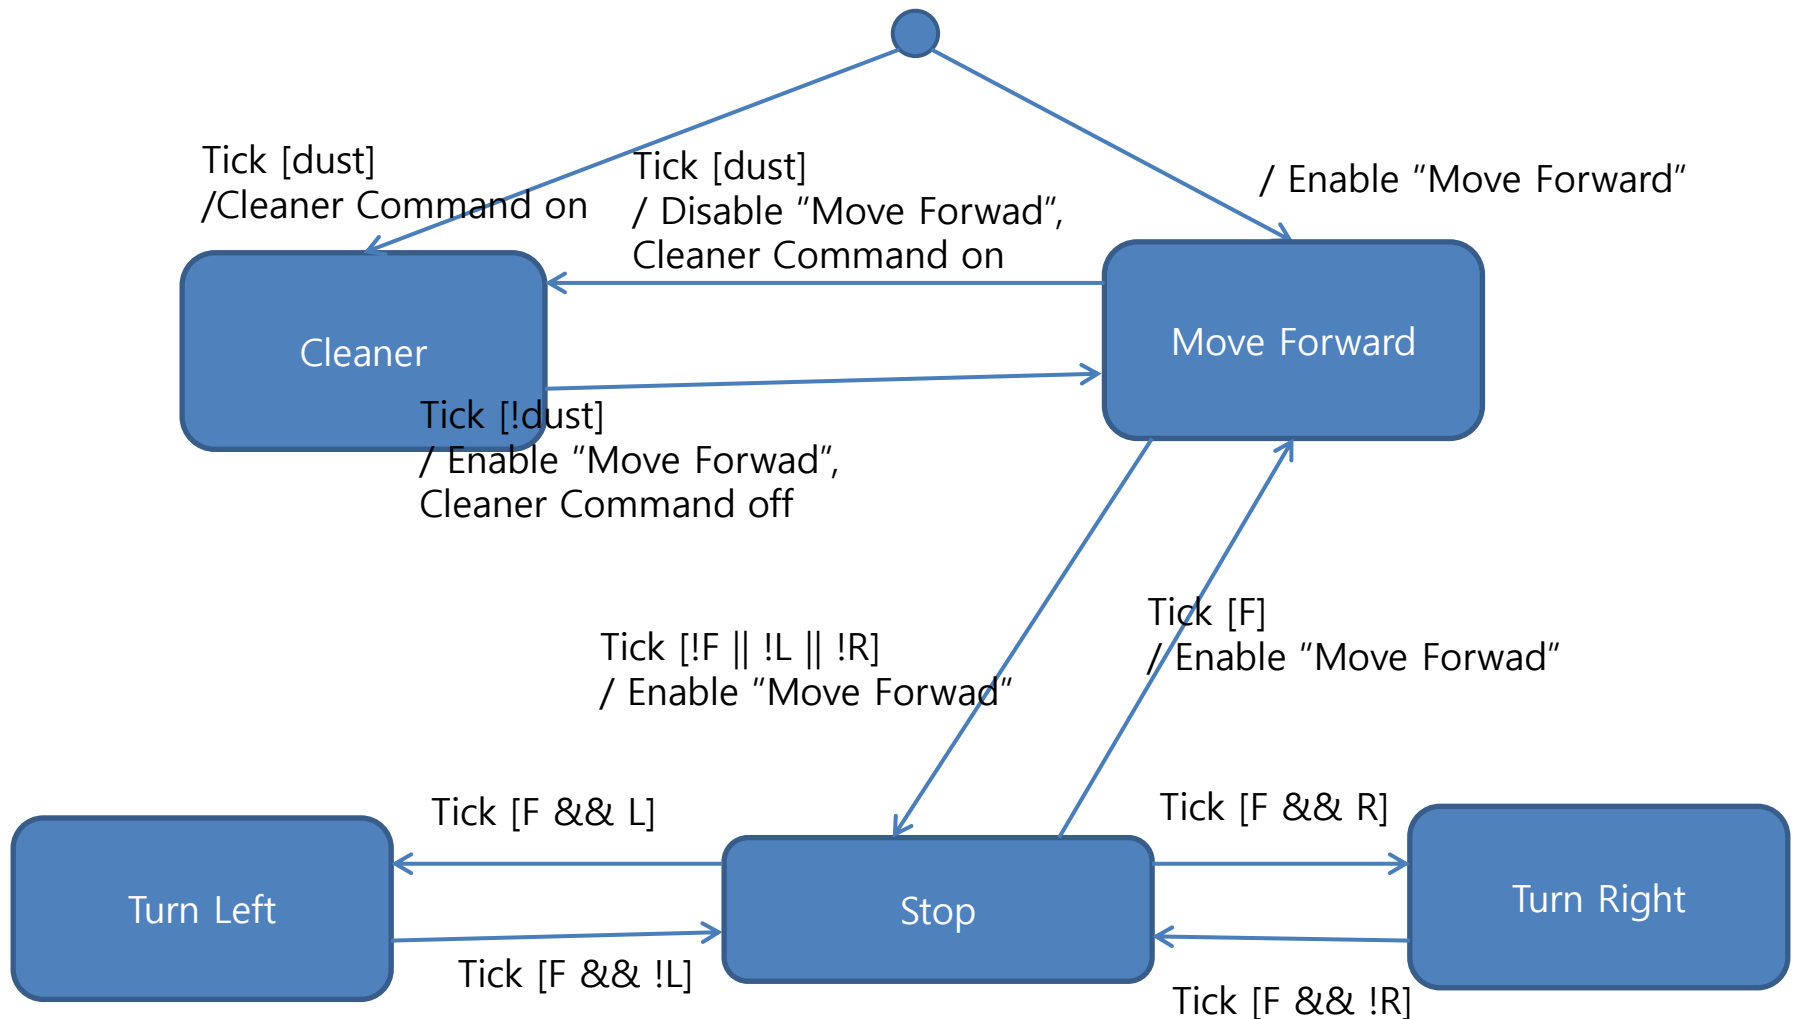 Tick [dust]
/Cleaner Command on
Tick [dust]
/ Disable “Move Forwad”,
Cleaner Command on
/ Enable “Move Forward”
Cleaner
Move Forward
Tick [!dust]
/ Enable “Move Forwad”,
Cleaner Command off
Tick [!F || !L || !R]
/ Enable “Move Forwad”
Tick [F]
/ Enable “Move Forwad”
Tick [F && L]
Tick [F && R]
Turn Left
Stop
Turn Right
Tick [F && !L]
Tick [F && !R]